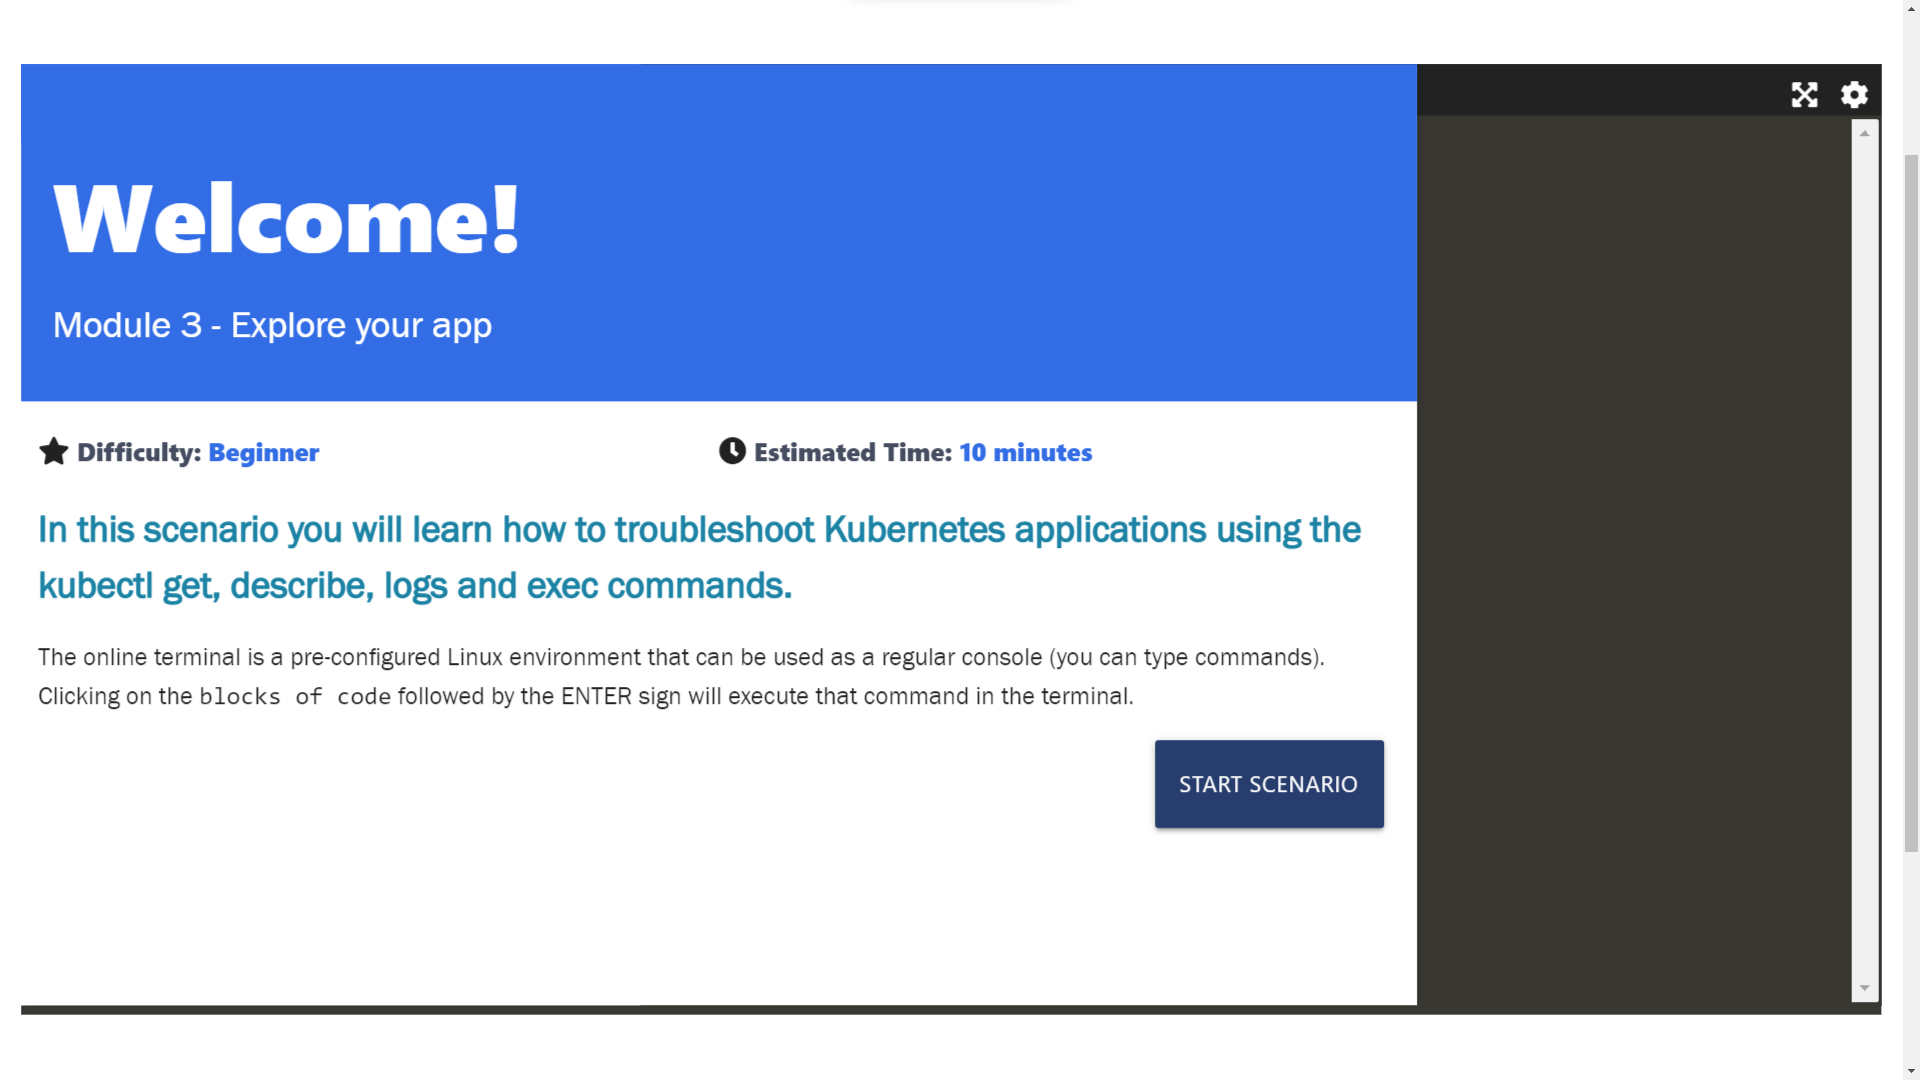 Welcome!
Module 3 - Explore your app
Difficulty: Beginner
Estimated Time: 10 minutes
In this scenario you will learn how to troubleshoot Kubernetes applications using the
kubectl get, describe, logs and exec commands.
The online terminal is a pre-configured Linux environment that can be used as a regular console (you can type commands).
Clicking on the blocks of code followed by the ENTER sign will execute that command in the terminal.
START SCENARIO